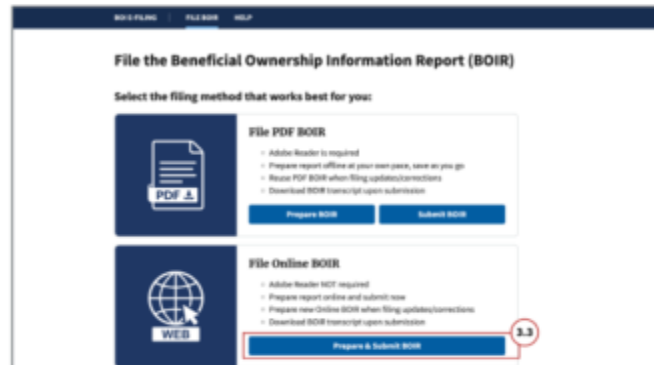 BOI E-FILING | FILE BOIR HELP
File the Beneficial Ownership Information Report (BOIR)
Select the filing method that works best for you:
File PDF BOIR
Adobe Reader is required
Prepare report offline at your own pace, save as you go
Reuse PDF BOIR when filing updates/corrections
Download BOIR transcript upon submission
PDF
Prepare BOIR Submit BOIR
File Online BOIR
Adobe Reader NOT required
Prepare report online and submit now
Prepare new Online BOIR when filing updates/corrections
Download BOIR transcript upon submission
WEB
Prepare & Submit BOIR
3.3